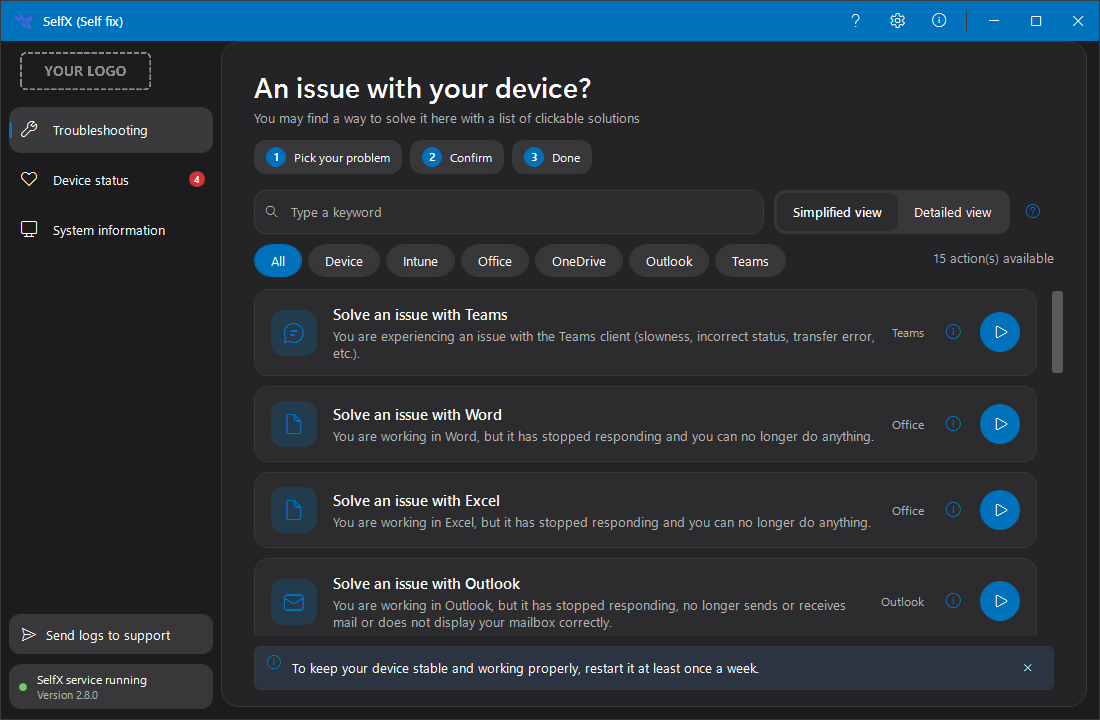 SelfX (Self fix)
?
YOUR LOGO
Troubleshooting
Device status
4
System information
Send logs to support
SelfX service running
Version 2.8.0
An issue with your device?
You may find a way to solve it here with a list of clickable solutions
1 Pick your problem
2 Confirm
3 Done
Type a keyword
Simplified view
Detailed view
?
All
Device
Intune
Office
OneDrive
Outlook
Teams
15 action(s) available
Solve an issue with Teams
You are experiencing an issue with the Teams client (slowness, incorrect status, transfer error,
etc.).
Teams
Solve an issue with Word
You are working in Word, but it has stopped responding and you can no longer do anything.
Office
Solve an issue with Excel
You are working in Excel, but it has stopped responding and you can no longer do anything.
Office
Solve an issue with Outlook
You are working in Outlook, but it has stopped responding, no longer sends or receives
mail or does not display your mailbox correctly.
Outlook
To keep your device stable and working properly, restart it at least once a week.